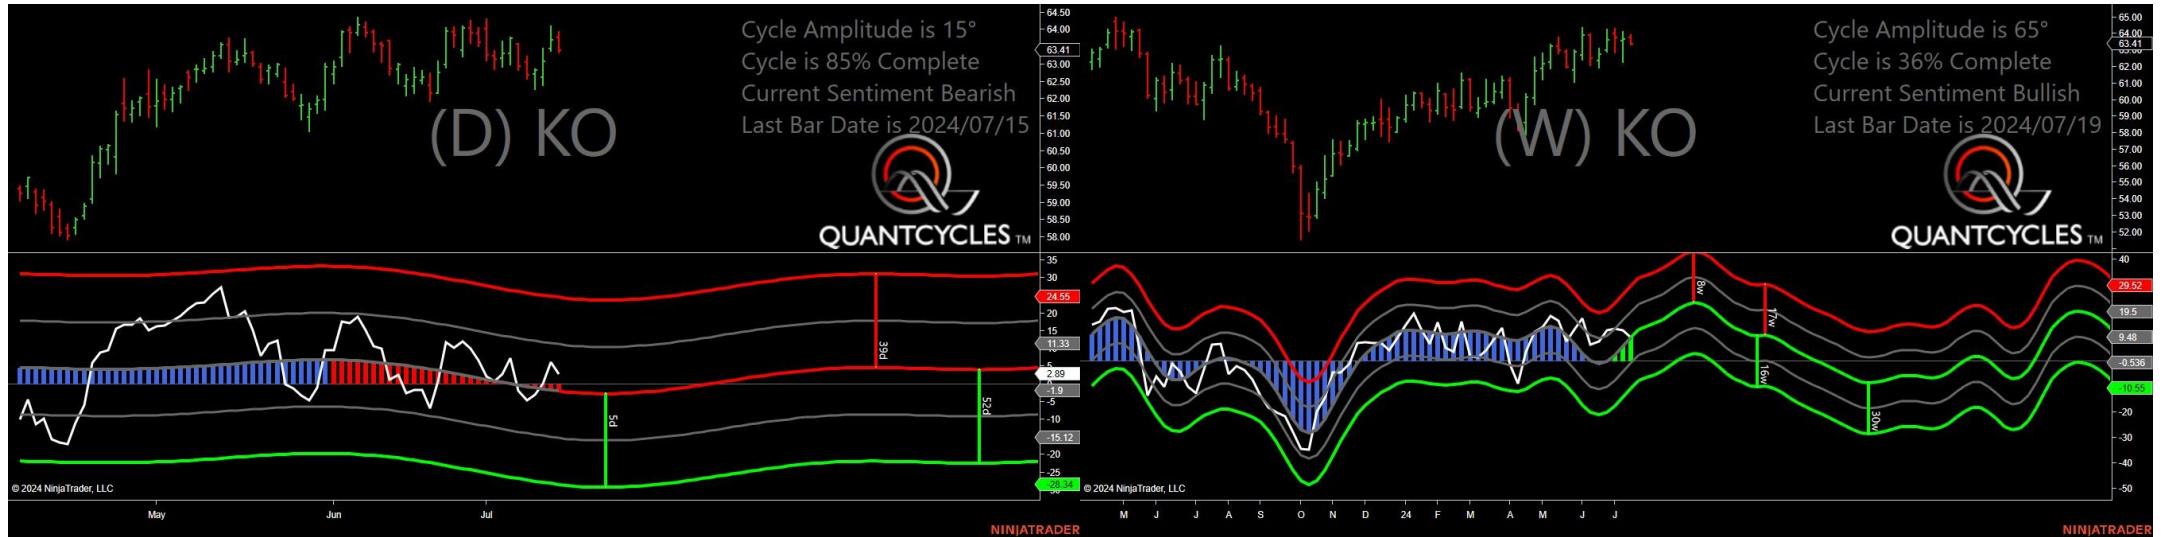 Cycle Amplitude is 15°
Cycle is 85% Complete
Current Sentiment Bearish
Last Bar Date is 2024/07/15
(D) KO
QUANTCYCLES TM
64.50
64.00
63.41
63.00
62.50
62.00
61.50
61.00
60.50
60.00
59.50
59.00
58.50
58.00
35
30
24.55
20
15
11.33
2.89
-1.9
-5
-10
-15.12
-20
-25
-28.34
39d
5d
52d
© 2024 NinjaTrader, LLC
May Jun Jul
NINJATRADER
Cycle Amplitude is 65°
Cycle is 36% Complete
Current Sentiment Bullish
Last Bar Date is 2024/07/19
(W) KO
QUANTCYCLES TM
65.00
64.00
63.41
62.00
61.00
60.00
59.00
58.00
57.00
56.00
55.00
54.00
53.00
52.00
40
29.52
19.5
9.48
-0.536
-10.55
-20
-30
-40
-50
8w
17w
16w
30w
© 2024 NinjaTrader, LLC
M J J A S O N D 24 F M A M J J
NINJATRADER